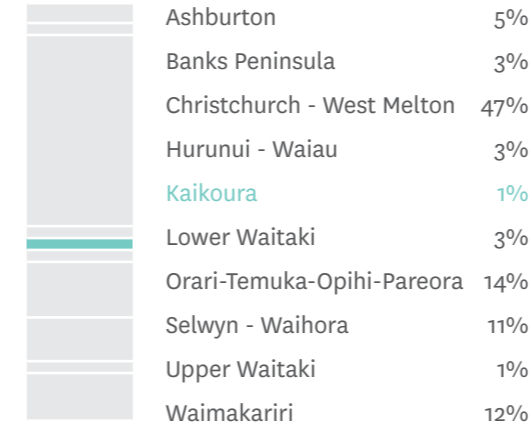 Ashburton 5%
Banks Peninsula 3%
Christchurch - West Melton 47%
Hurunui - Waiau 3%
Kaikoura 1%
Lower Waitaki 3%
Orari-Temuka-Opihi-Pareora 14%
Selwyn - Waihora 11%
Upper Waitaki 1%
Waimakariri 12%